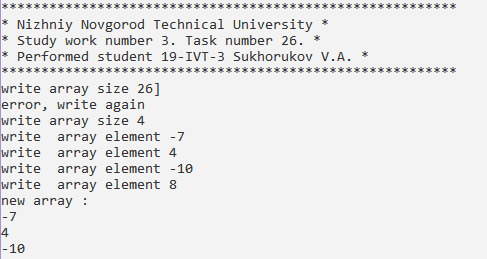 *********************************************************
* Nizhniy Novgorod Technical University *
* Study work number 3. Task number 26. *
* Performed student 19-IVT-3 Sukhorukov V.A. *
*********************************************************
write array size 26]
error, write again
write array size 4
write  array element -7
write  array element 4
write  array element -10
write  array element 8
new array :
-7
4
-10